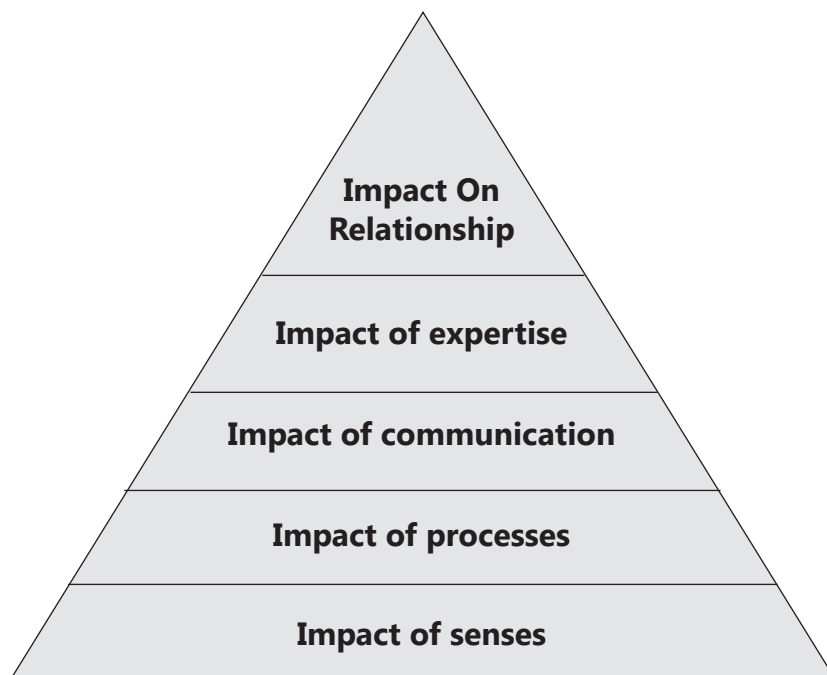 Impact On
Relationship
Impact of expertise
Impact of communication
Impact of processes
Impact of senses